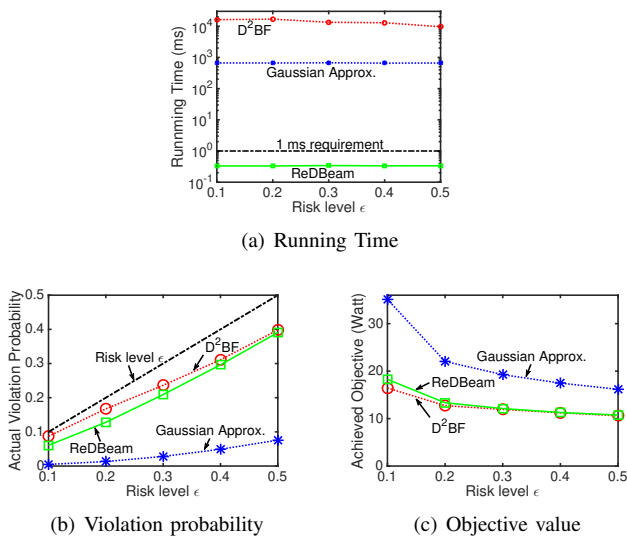 Runnning Time (ms)
10^4
10^3
10^2
10^1
10^0
10^-1
D^2BF
Gaussian Approx.
1 ms requirement
ReDBeam
0.1 0.2 0.3 0.4 0.5
Risk level ϵ
(a) Running Time
Actual Violation Probability
0.5
0.4
0.3
0.2
0.1
0
Risk level ϵ
D^2BF
ReDBeam
Gaussian Approx.
0.1 0.2 0.3 0.4 0.5
Risk level ϵ
(b) Violation probability
Achieved Objective (Watt)
30
20
10
0
Gaussian Approx.
ReDBeam
D^2BF
0.1 0.2 0.3 0.4 0.5
Risk level ϵ
(c) Objective value